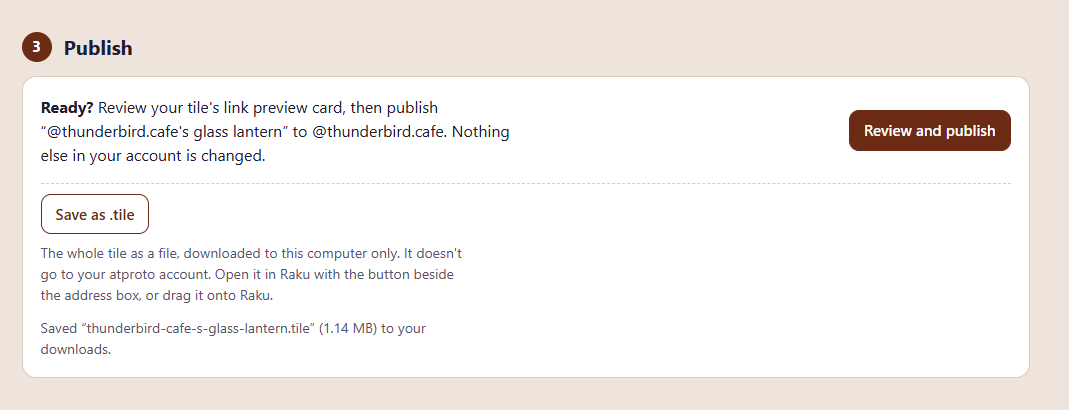 3 Publish
Ready? Review your tile's link preview card, then publish
“@thunderbird.cafe's glass lantern” to @thunderbird.cafe. Nothing
else in your account is changed.
Review and publish
Save as .tile
The whole tile as a file, downloaded to this computer only. It doesn't
go to your atproto account. Open it in Raku with the button beside
the address box, or drag it onto Raku.
Saved “thunderbird-cafe-s-glass-lantern.tile” (1.14 MB) to your
downloads.